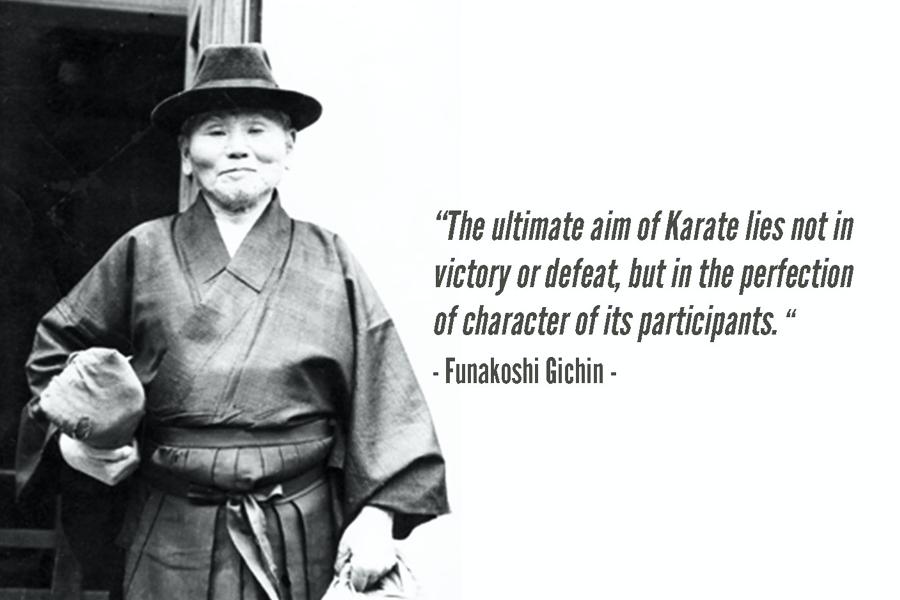 “The ultimate aim of Karate lies not in
victory or defeat, but in the perfection
of character of its participants. “
- Funakoshi Gichin -